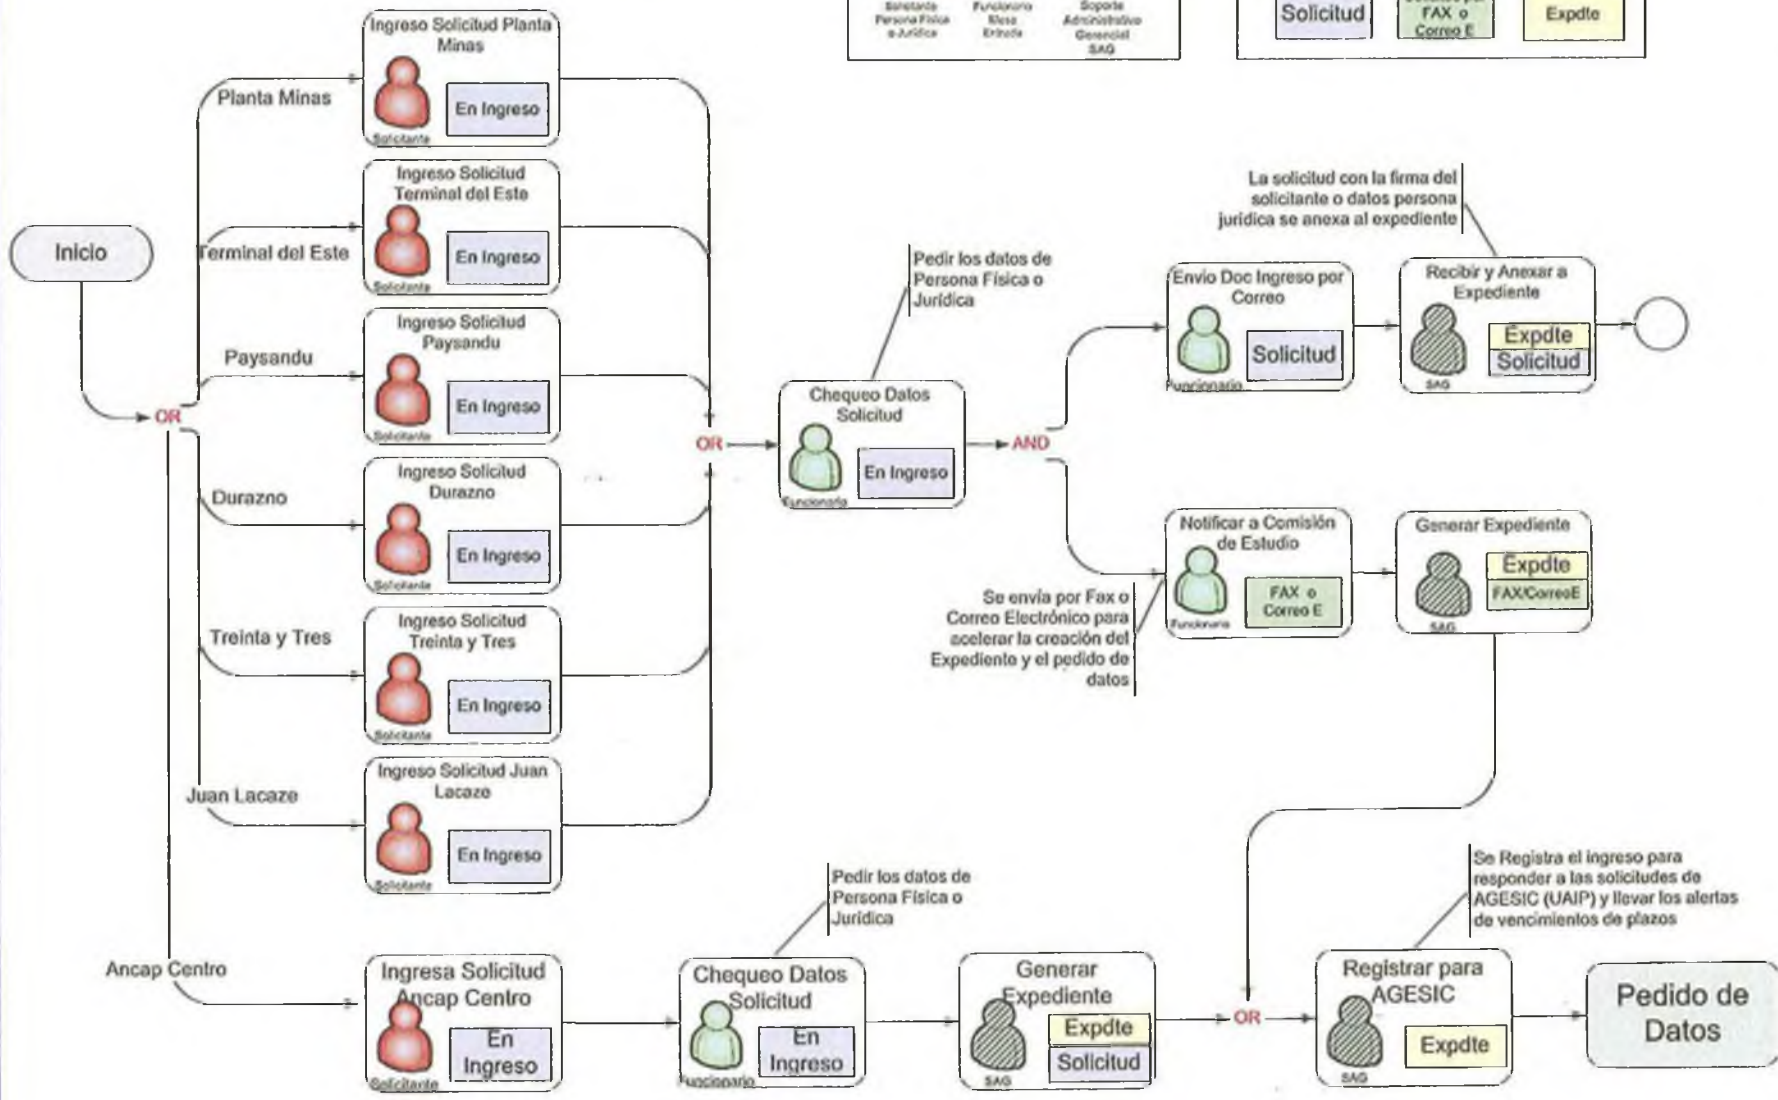 Solicitante
Persona Física
o Jurídica
Funcionario
Mesa
Entrada
Soporte
Administrativo
Gerencial
SAG
Solicitud
FAX o
Correo E
Expdte
Inicio
OR
Planta Minas
Ingreso Solicitud Planta
Minas
En Ingreso
Solicitante
Terminal del Este
Ingreso Solicitud
Terminal del Este
En Ingreso
Solicitante
Paysandu
Ingreso Solicitud
Paysandu
En Ingreso
Solicitante
Durazno
Ingreso Solicitud
Durazno
En Ingreso
Solicitante
Treinta y Tres
Ingreso Solicitud
Treinta y Tres
En Ingreso
Solicitante
Juan Lacaze
Ingreso Solicitud Juan
Lacaze
En Ingreso
Solicitante
OR
Pedir los datos de
Persona Física o
Jurídica
Chequeo Datos
Solicitud
En Ingreso
Funcionario
AND
La solicitud con la firma del
solicitante o datos persona
jurídica se anexa al expediente
Envio Doc Ingreso por
Correo
Solicitud
Funcionario
Recibir y Anexar a
Expediente
Expdte
Solicitud
SAG
Se envía por Fax o
Correo Electrónico para
acelerar la creación del
Expediente y el pedido de
datos
Notificar a Comisión
de Estudio
FAX o
Correo E
Funcionario
Generar Expediente
Expdte
FAX/CorreoE
SAG
Ancap Centro
Ingresa Solicitud
Ancap Centro
En
Ingreso
Solicitante
Pedir los datos de
Persona Física o
Jurídica
Chequeo Datos
Solicitud
En
Ingreso
Funcionario
Generar
Expediente
Expdte
Solicitud
SAG
OR
Se Registra el ingreso para
responder a las solicitudes de
AGESIC (UAIP) y llevar los alertas
de vencimientos de plazos
Registrar para
AGESIC
Expdte
SAG
Pedido de
Datos